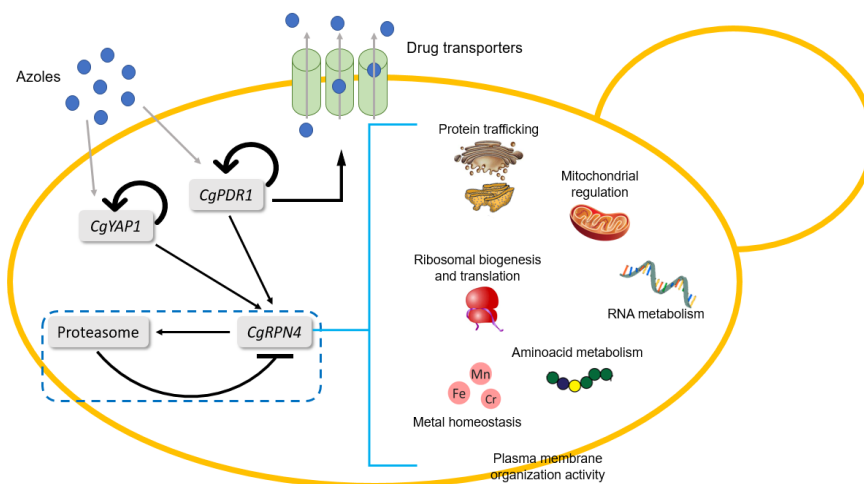 Drug transporters
Azoles
Protein trafficking
Mitochondrial
regulation
CgPDR1
CgYAP1
Ribosomal biogenesis
and translation
RNA metabolism
Proteasome
CgRPN4
Aminoacid metabolism
Mn
Fe
Cr
Metal homeostasis
Plasma membrane
organization activity